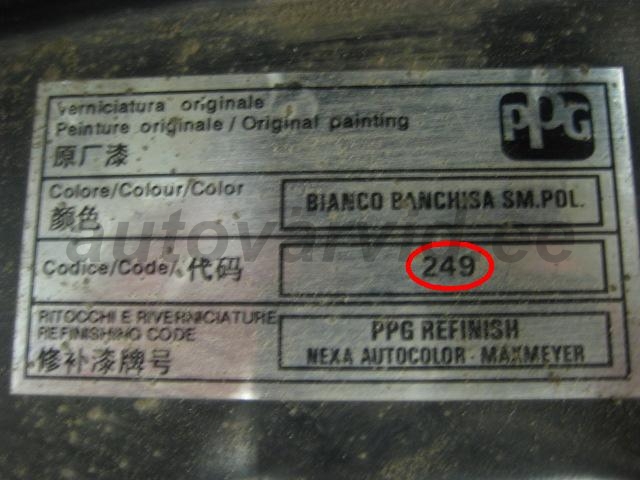 Verniciatura originale
Peinture originale / Original painting
原厂漆
PPG
Colore/Colour/Color
颜色
BIANCO BANCHISA SM.POL.
autovarvid.ee
Codice/Code/ 代码
249
RITOCCHI E RIVERNICIATURE
REFINISHING CODE
修补漆牌号
PPG REFINISH
NEXA AUTOCOLOR - MAXMEYER